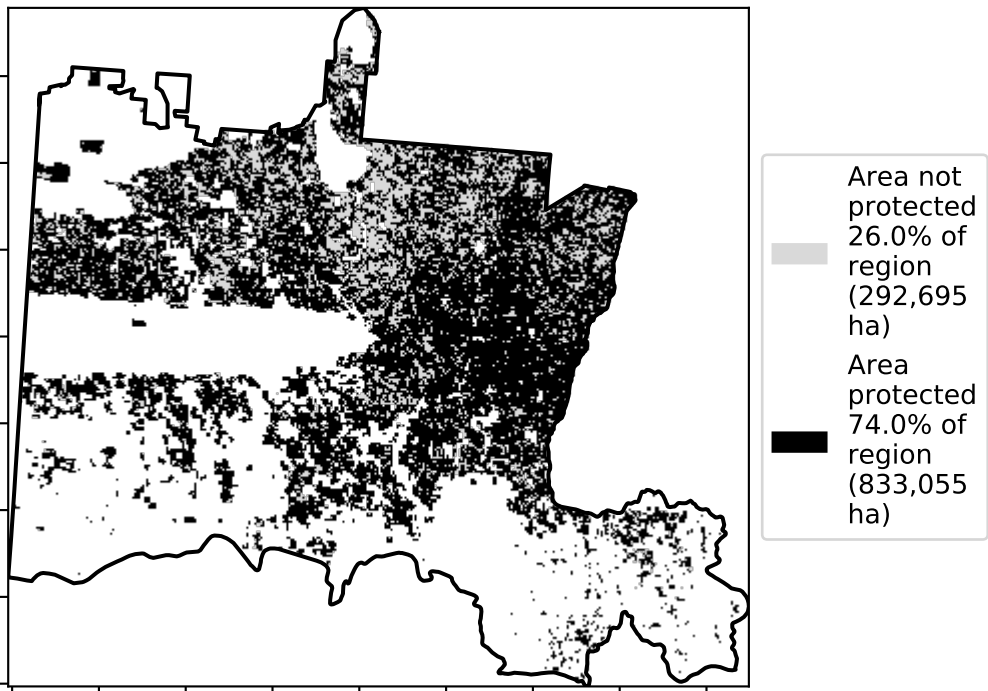 Area not
protected
26.0% of
region
(292,695
ha)
Area
protected
74.0% of
region
(833,055
ha)